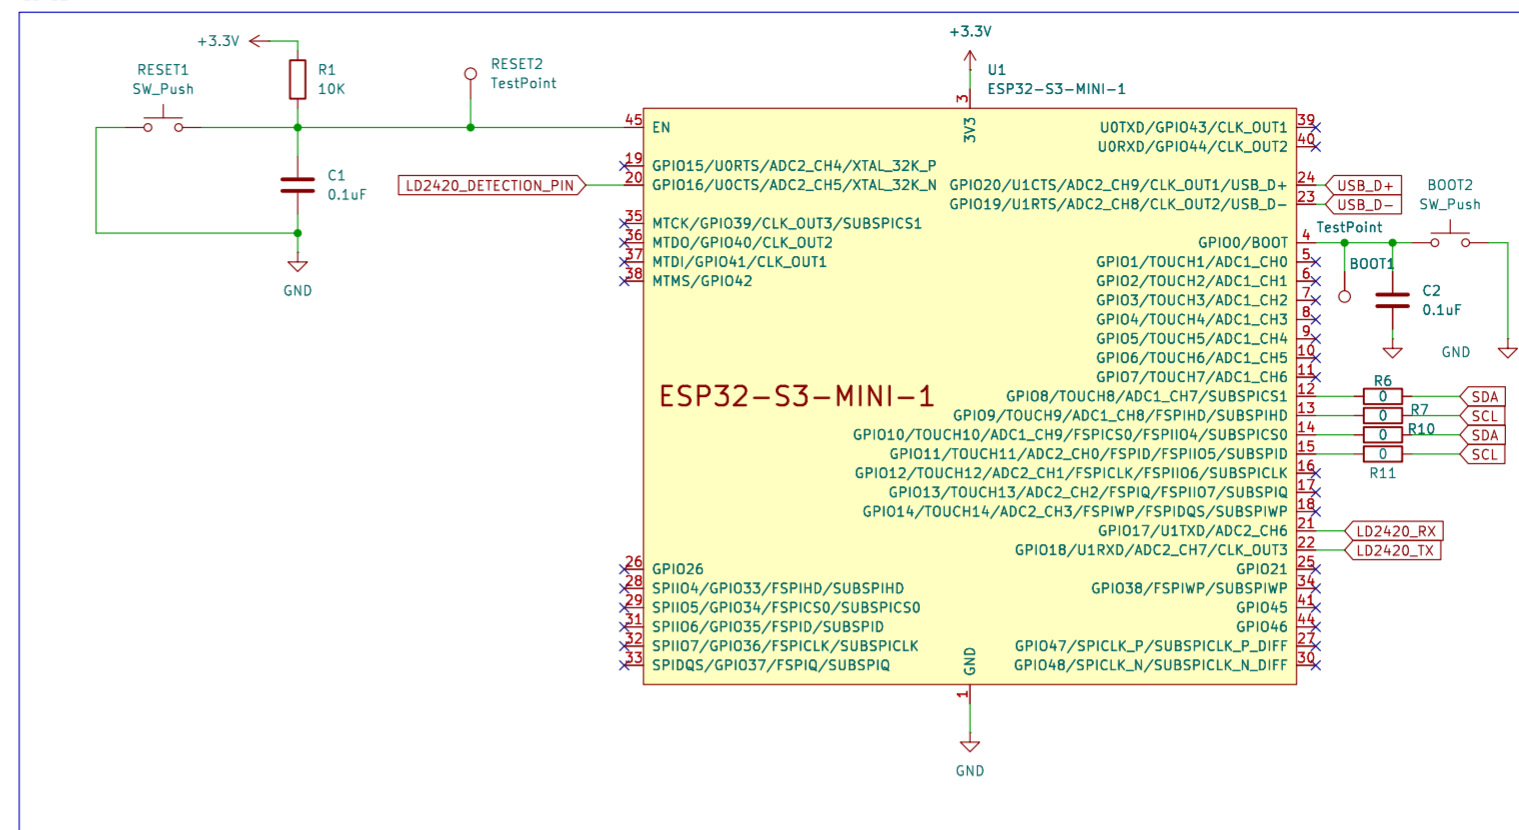 +3.3V
RESET1
SW_Push
R1
10K
RESET2
TestPoint
C1
0.1uF
GND
LD2420_DETECTION_PIN
+3.3V
U1
ESP32-S3-MINI-1
3
3V3
45 EN
19 GPIO15/U0RTS/ADC2_CH4/XTAL_32K_P
20 GPIO16/U0CTS/ADC2_CH5/XTAL_32K_N
35 MTCK/GPIO39/CLK_OUT3/SUBSPICS1
36 MTDO/GPIO40/CLK_OUT2
37 MTDI/GPIO41/CLK_OUT1
38 MTMS/GPIO42
ESP32-S3-MINI-1
26 GPIO26
28 SPIIO4/GPIO33/FSPIHD/SUBSPIHD
29 SPIIO5/GPIO34/FSPICS0/SUBSPICS0
31 SPIIO6/GPIO35/FSPID/SUBSPID
32 SPIIO7/GPIO36/FSPICLK/SUBSPICLK
33 SPIDQS/GPIO37/FSPIQ/SUBSPIQ
U0TXD/GPIO43/CLK_OUT1 39
U0RXD/GPIO44/CLK_OUT2 40
GPIO20/U1CTS/ADC2_CH9/CLK_OUT1/USB_D+ 24 USB_D+
GPIO19/U1RTS/ADC2_CH8/CLK_OUT2/USB_D- 23 USB_D-
GPIO0/BOOT 4
GPIO1/TOUCH1/ADC1_CH0 5
GPIO2/TOUCH2/ADC1_CH1 6
GPIO3/TOUCH3/ADC1_CH2 7
GPIO4/TOUCH4/ADC1_CH3 8
GPIO5/TOUCH5/ADC1_CH4 9
GPIO6/TOUCH6/ADC1_CH5 10
GPIO7/TOUCH7/ADC1_CH6 11
GPIO8/TOUCH8/ADC1_CH7/SUBSPICS1 12
GPIO9/TOUCH9/ADC1_CH8/FSPIHD/SUBSPIHD 13
GPIO10/TOUCH10/ADC1_CH9/FSPICS0/FSPIIO4/SUBSPICS0 14
GPIO11/TOUCH11/ADC2_CH0/FSPID/FSPIIO5/SUBSPID 15
GPIO12/TOUCH12/ADC2_CH1/FSPICLK/FSPIIO6/SUBSPICLK 16
GPIO13/TOUCH13/ADC2_CH2/FSPIQ/FSPIIO7/SUBSPIQ 17
GPIO14/TOUCH14/ADC2_CH3/FSPIWP/FSPIDQS/SUBSPIWP 18
GPIO17/U1TXD/ADC2_CH6 21 LD2420_RX
GPIO18/U1RXD/ADC2_CH7/CLK_OUT3 22 LD2420_TX
GPIO21 25
GPIO38/FSPIWP/SUBSPIWP 34
GPIO45 41
GPIO46 44
GPIO47/SPICLK_P/SUBSPICLK_P_DIFF 27
GPIO48/SPICLK_N/SUBSPICLK_N_DIFF 30
GND
1
GND
BOOT2
SW_Push
TestPoint
BOOT1
C2
0.1uF
GND
R6
0 SDA
R7
0 SCL
R10
0 SDA
0 SCL
R11